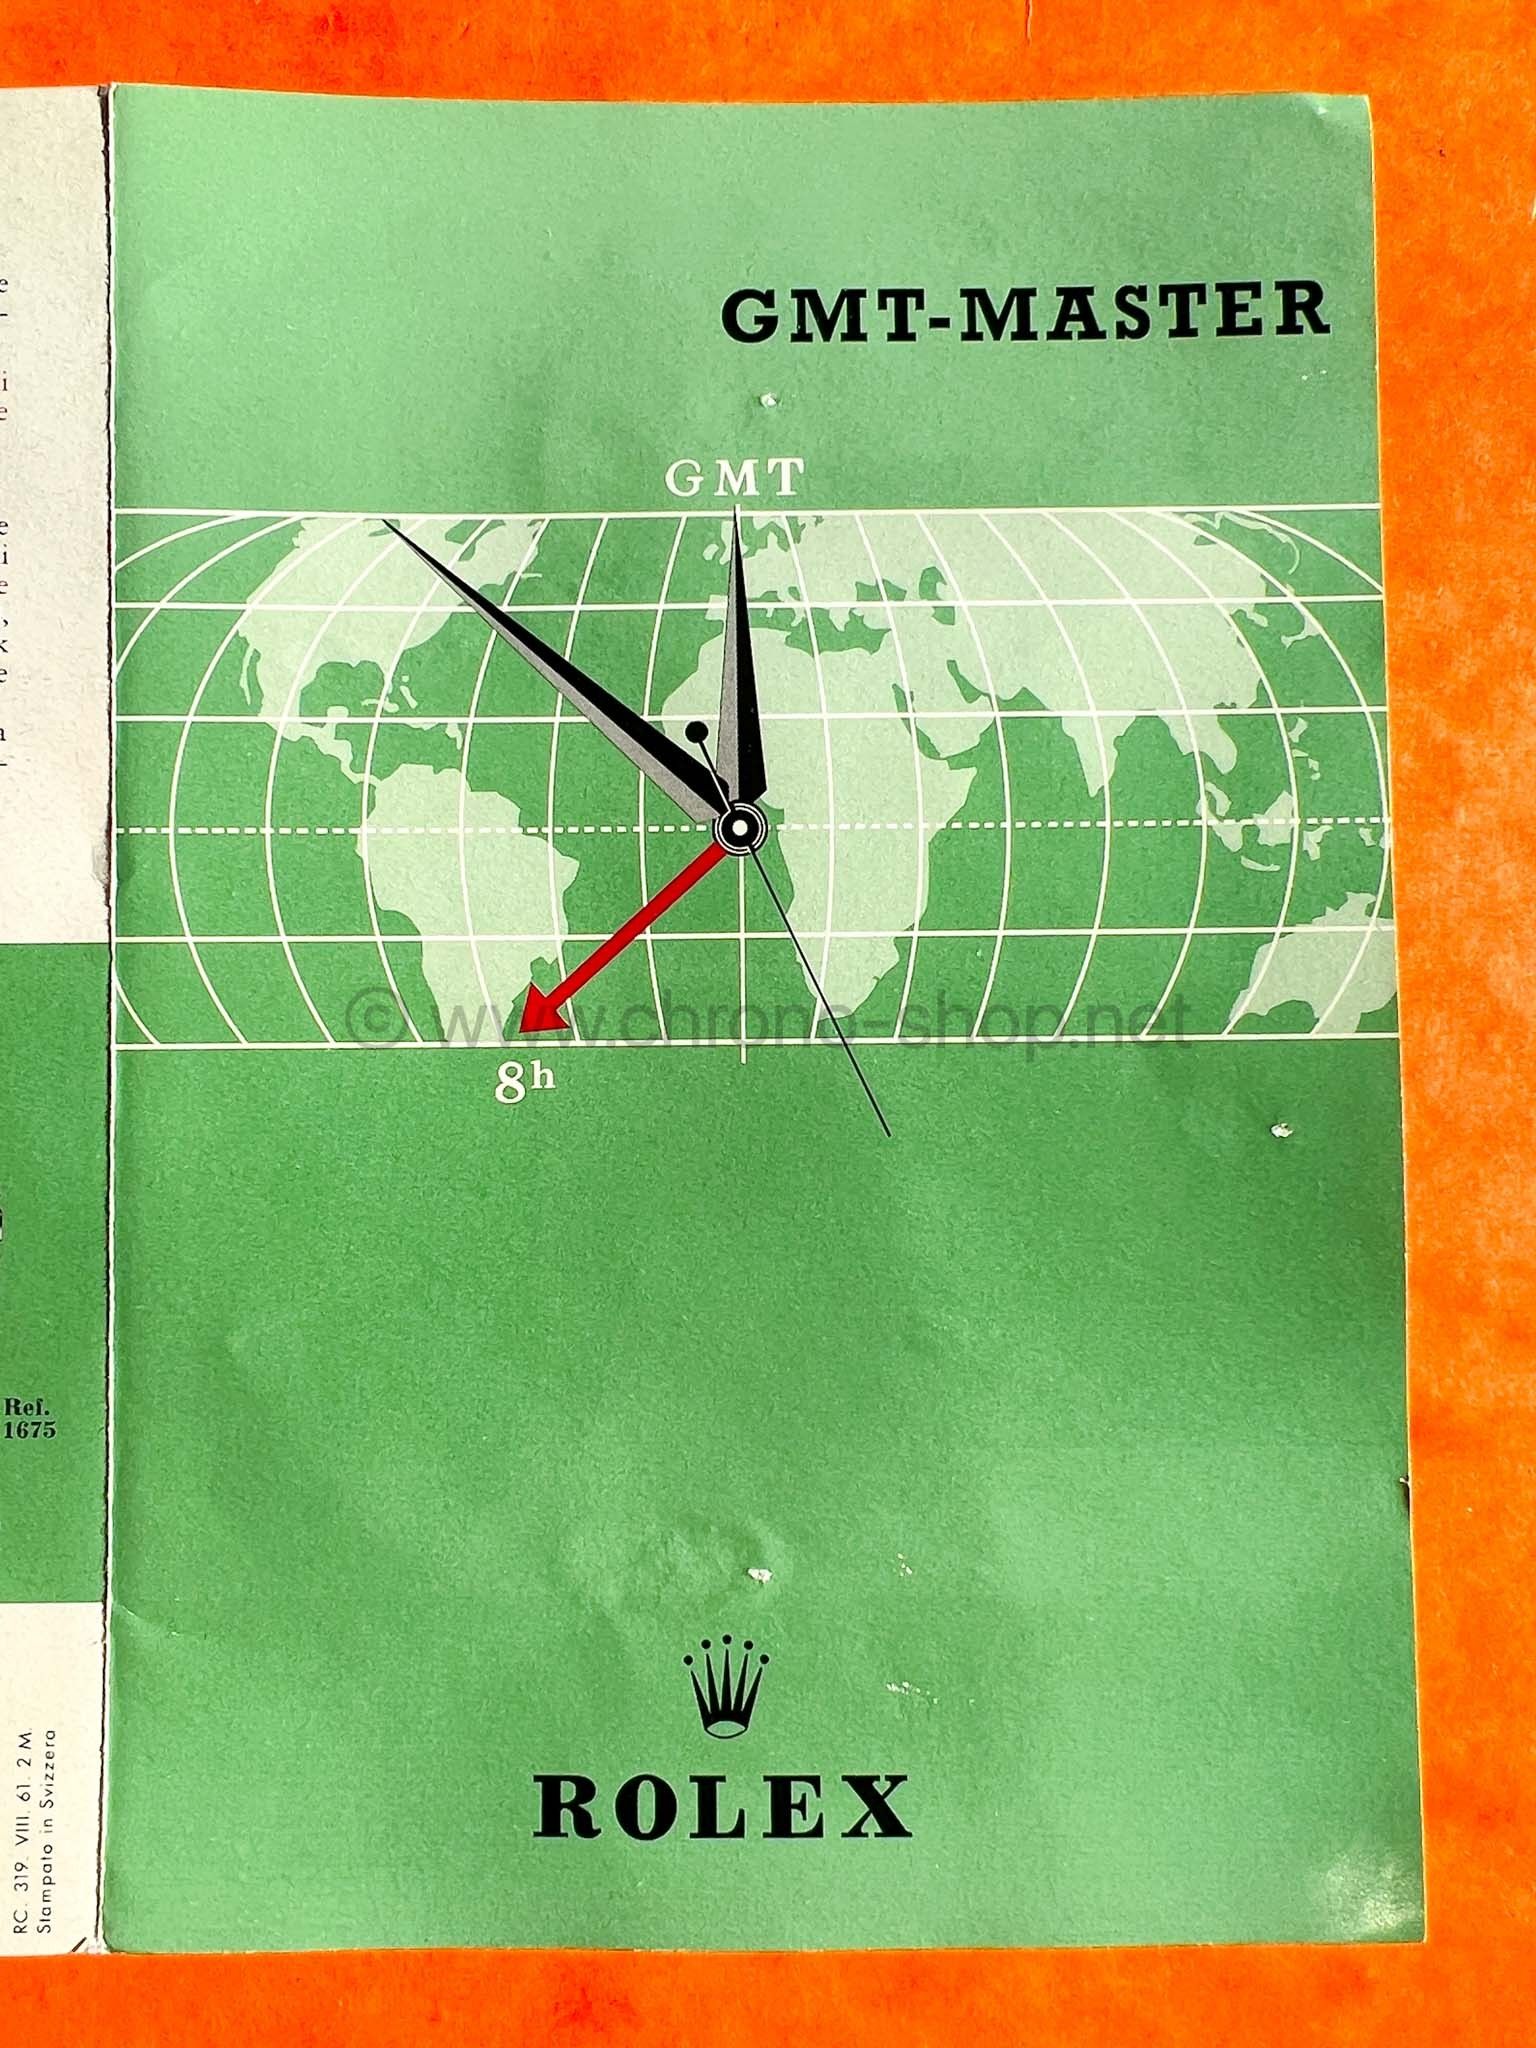 GMT-MASTER
GMT
© www.chrono-shop.net
8h
Ref.
1675
ROLEX
RC. 319. VIII. 61. 2 M.
Stampato in Svizzera